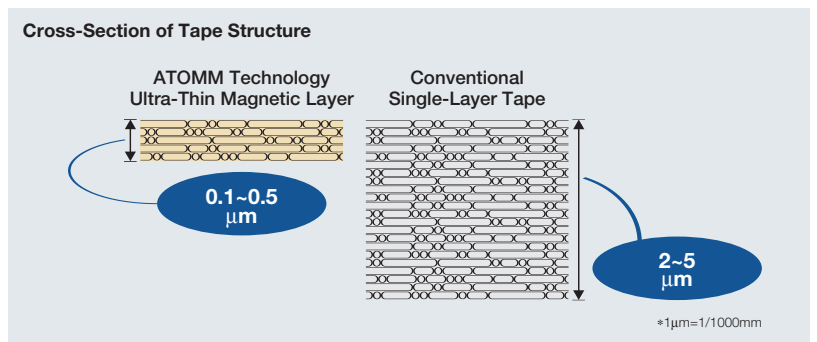 Cross-Section of Tape Structure
ATOMM Technology
Ultra-Thin Magnetic Layer
Conventional
Single-Layer Tape
0.1~0.5
μm
2~5
μm
*1μm=1/1000mm